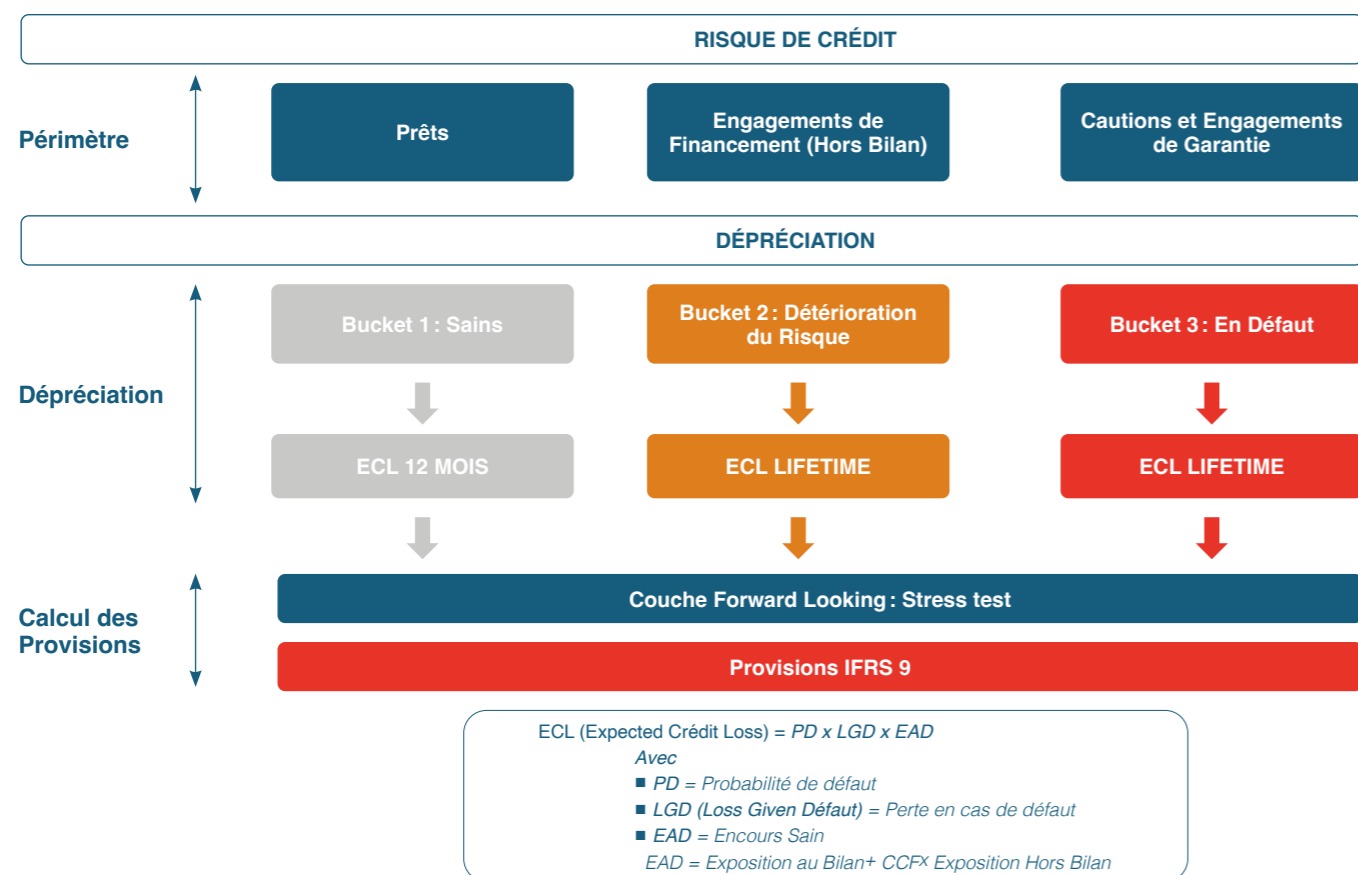 RISQUE DE CRÉDIT
Périmètre
Prêts
Engagements de
Financement (Hors Bilan)
Cautions et Engagements
de Garantie
DÉPRÉCIATION
Dépréciation
Bucket 1 : Sains
Bucket 2 : Détérioration
du Risque
Bucket 3 : En Défaut
ECL 12 MOIS
ECL LIFETIME
ECL LIFETIME
Calcul des
Provisions
Couche Forward Looking : Stress test
Provisions IFRS 9
ECL (Expected Crédit Loss) = PD x LGD x EAD
Avec
■ PD = Probabilité de défaut
■ LGD (Loss Given Défaut) = Perte en cas de défaut
■ EAD = Encours Sain
EAD = Exposition au Bilan+ CCFx Exposition Hors Bilan